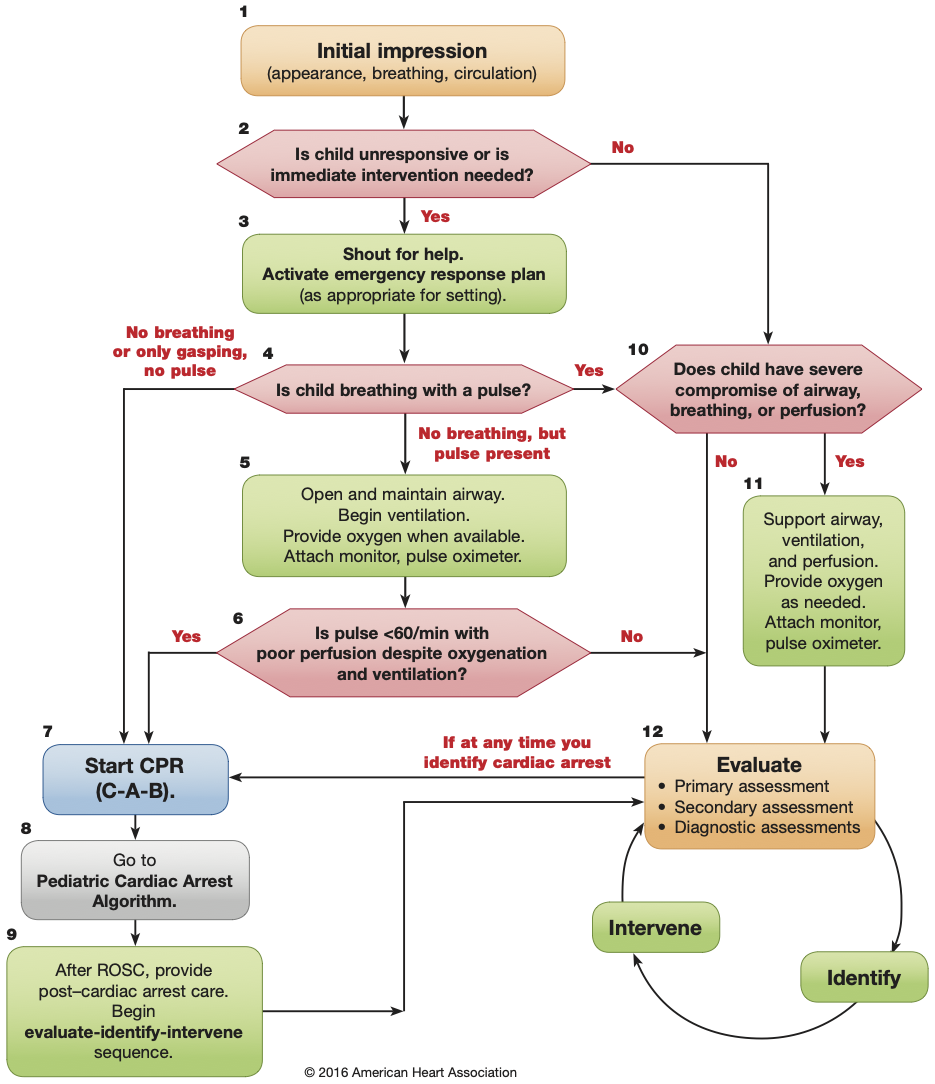 1
Initial impression
(appearance, breathing, circulation)
2
Is child unresponsive or is
immediate intervention needed?
No
Yes
3
Shout for help.
Activate emergency response plan
(as appropriate for setting).
No breathing
or only gasping,
no pulse
4
Is child breathing with a pulse?
Yes
10
Does child have severe
compromise of airway,
breathing, or perfusion?
No breathing, but
pulse present
No
Yes
5
Open and maintain airway.
Begin ventilation.
Provide oxygen when available.
Attach monitor, pulse oximeter.
11
Support airway,
ventilation,
and perfusion.
Provide oxygen
as needed.
Attach monitor,
pulse oximeter.
6
Is pulse <60/min with
poor perfusion despite oxygenation
and ventilation?
Yes
No
7
Start CPR
(C-A-B).
If at any time you
identify cardiac arrest
12
Evaluate
• Primary assessment
• Secondary assessment
• Diagnostic assessments
8
Go to
Pediatric Cardiac Arrest
Algorithm.
9
After ROSC, provide
post–cardiac arrest care.
Begin
evaluate-identify-intervene
sequence.
Intervene
Identify
© 2016 American Heart Association